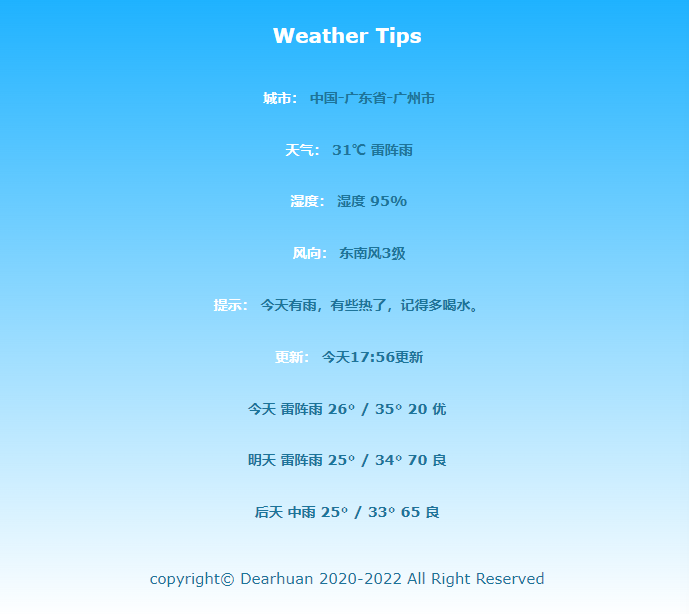 Weather Tips
城市： 中国-广东省-广州市
天气： 31℃ 雷阵雨
湿度： 湿度 95%
风向： 东南风3级
提示： 今天有雨，有些热了，记得多喝水。
更新： 今天17:56更新
今天 雷阵雨 26° / 35° 20 优
明天 雷阵雨 25° / 34° 70 良
后天 中雨 25° / 33° 65 良
copyright© Dearhuan 2020-2022 All Right Reserved